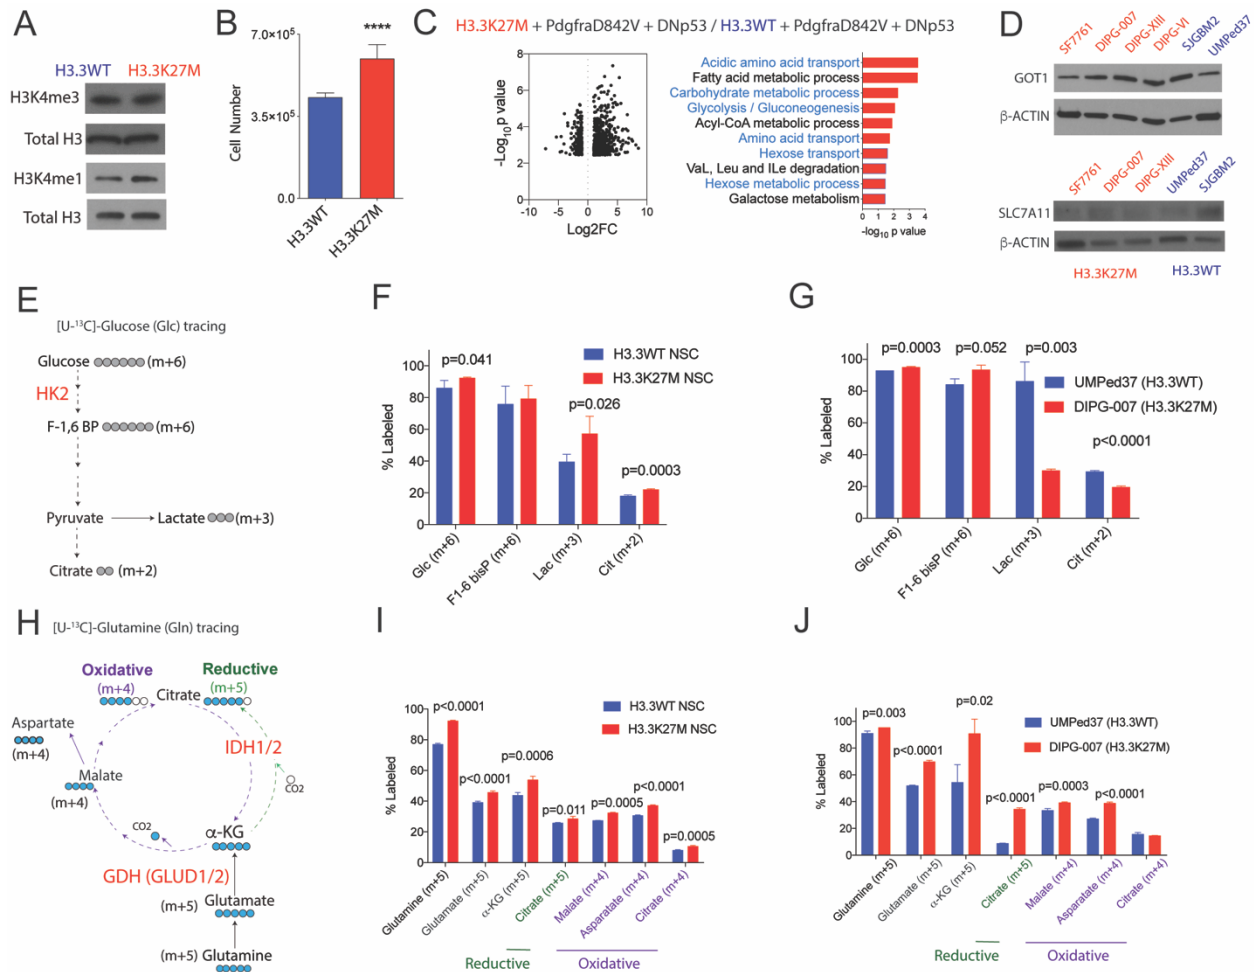 A
H3.3WT H3.3K27M
H3K4me3
Total H3
H3K4me1
Total H3
B
****
7.0×10⁵
3.5×10⁵
0.0
Cell Number
H3.3WT
H3.3K27M
C
H3.3K27M + PdgfraD842V + DNp53 / H3.3WT + PdgfraD842V + DNp53
-Log₁₀ p value
8
6
4
2
0
-10 -5 0 5 10
Log2FC
Acidic amino acid transport
Fatty acid metabolic process
Carbohydrate metabolic process
Glycolysis / Gluconeogenesis
Acyl-CoA metabolic process
Amino acid transport
Hexose transport
VaL, Leu and ILe degradation
Hexose metabolic process
Galactose metabolism
0 1 2 3 4
-log₁₀ p value
D
SF7761
DIPG-007
DIPG-XIII
DIPG-VI
SJGBM2
UMPed37
GOT1
β-ACTIN
SF7761
DIPG-007
DIPG-XIII
UMPed37
SJGBM2
SLC7A11
β-ACTIN
H3.3K27M H3.3WT
E
[U-¹³C]-Glucose (Glc) tracing
Glucose (m+6)
HK2
F-1,6 BP (m+6)
Pyruvate Lactate (m+3)
Citrate (m+2)
F
H3.3WT NSC
H3.3K27M NSC
p=0.041
p=0.026
p=0.0003
% Labeled
100
80
60
40
20
0
Glc (m+6)
F1-6 bisP (m+6)
Lac (m+3)
Cit (m+2)
G
p=0.0003 p=0.052 p=0.003
UMPed37 (H3.3WT)
DIPG-007 (H3.3K27M)
p<0.0001
% Labeled
100
80
60
40
20
0
Glc (m+6)
F1-6 bisP (m+6)
Lac (m+3)
Cit (m+2)
H
[U-¹³C]-Glutamine (Gln) tracing
Oxidative Reductive
(m+4) Citrate (m+5)
Aspartate
(m+4)
IDH1/2
Malate
(m+4)
CO2
CO2
α-KG
GDH (GLUD1/2)
Glutamate
(m+5)
(m+5) Glutamine
I
H3.3WT NSC
H3.3K27M NSC
p<0.0001
p<0.0001
p=0.0006
p=0.011
p=0.0005
p<0.0001
p=0.0005
% Labeled
100
80
60
40
20
0
Glutamine (m+5)
Glutamate (m+5)
α-KG (m+5)
Citrate (m+5)
Malate (m+4)
Asparatate (m+4)
Citrate (m+4)
Reductive Oxidative
J
UMPed37 (H3.3WT)
DIPG-007 (H3.3K27M)
p=0.003
p<0.0001
p=0.02
p<0.0001
p=0.0003
p<0.0001
% Labeled
100
80
60
40
20
0
Glutamine (m+5)
Glutamate (m+5)
α-KG (m+5)
Citrate (m+5)
Malate (m+4)
Asparatate (m+4)
Citrate (m+4)
Reductive Oxidative